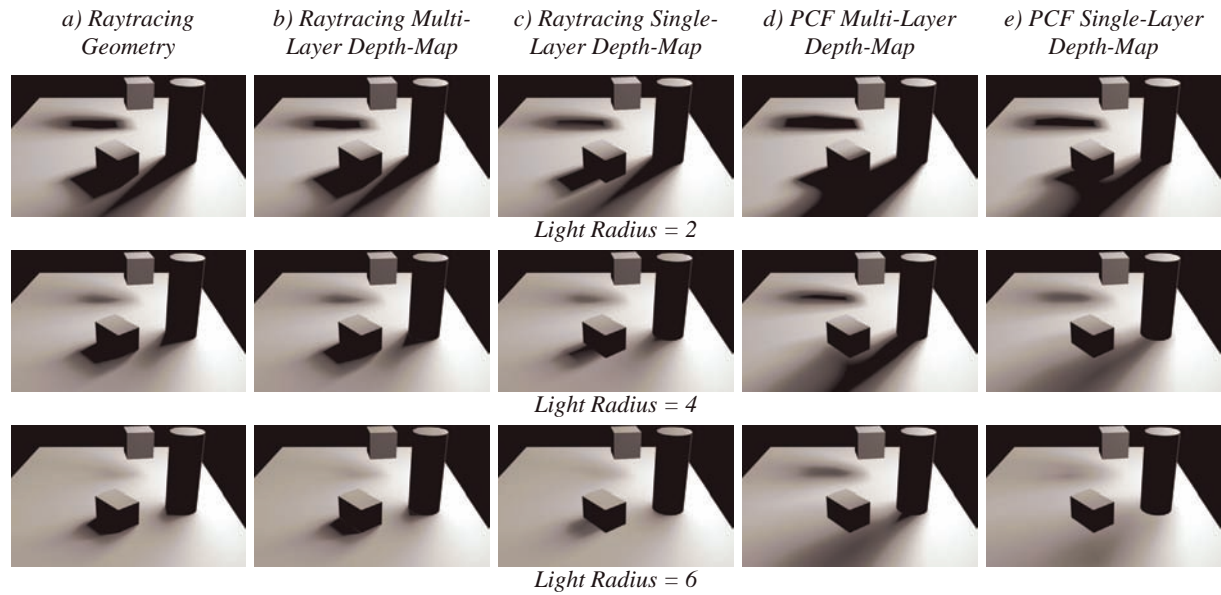 a) Raytracing
Geometry
b) Raytracing Multi-
Layer Depth-Map
c) Raytracing Single-
Layer Depth-Map
d) PCF Multi-Layer
Depth-Map
e) PCF Single-Layer
Depth-Map
Light Radius = 2
Light Radius = 4
Light Radius = 6